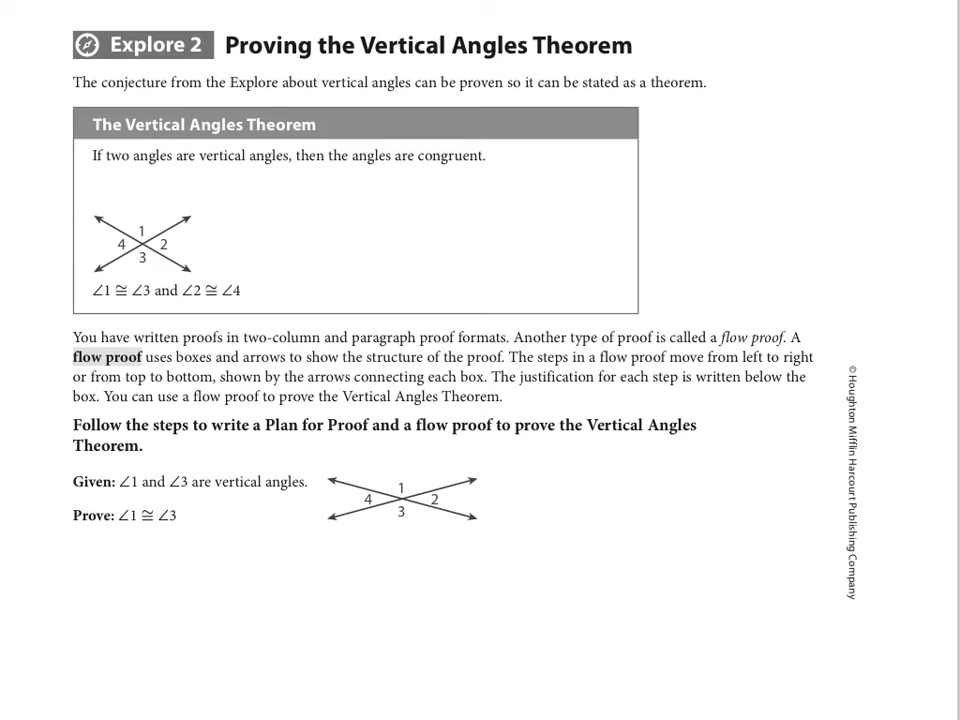 Explore 2 Proving the Vertical Angles Theorem
The conjecture from the Explore about vertical angles can be proven so it can be stated as a theorem.
The Vertical Angles Theorem
If two angles are vertical angles, then the angles are congruent.
1
4 2
3
∠1 ≅ ∠3 and ∠2 ≅ ∠4
You have written proofs in two-column and paragraph proof formats. Another type of proof is called a flow proof. A
flow proof uses boxes and arrows to show the structure of the proof. The steps in a flow proof move from left to right
or from top to bottom, shown by the arrows connecting each box. The justification for each step is written below the
box. You can use a flow proof to prove the Vertical Angles Theorem.
Follow the steps to write a Plan for Proof and a flow proof to prove the Vertical Angles
Theorem.
Given: ∠1 and ∠3 are vertical angles.
Prove: ∠1 ≅ ∠3
1
4 2
3
© Houghton Mifflin Harcourt Publishing Company